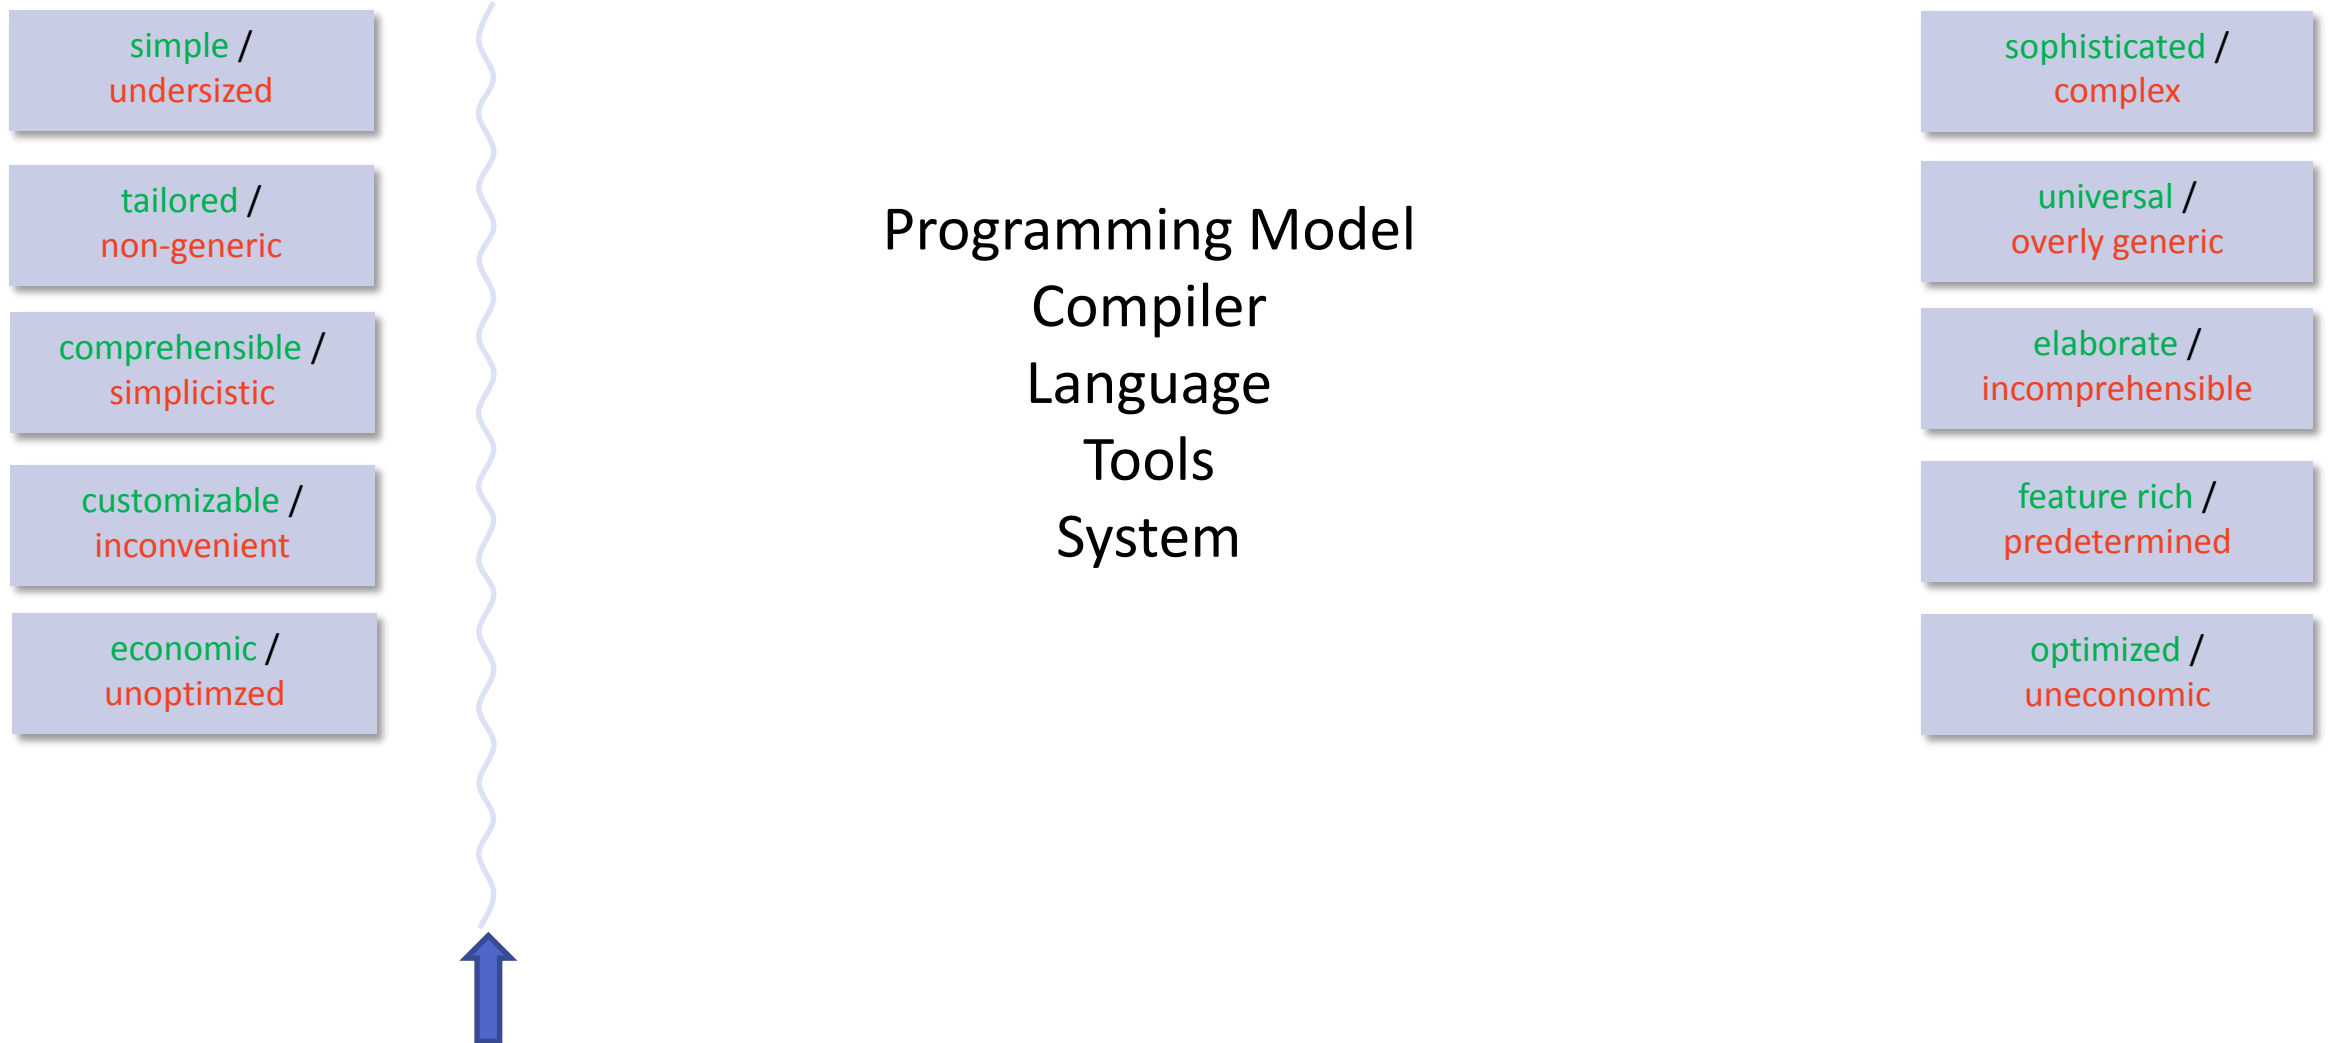 simple /
undersized
tailored /
non-generic
comprehensible /
simplicistic
customizable /
inconvenient
economic /
unoptimzed
Programming Model
Compiler
Language
Tools
System
sophisticated /
complex
universal /
overly generic
elaborate /
incomprehensible
feature rich /
predetermined
optimized /
uneconomic